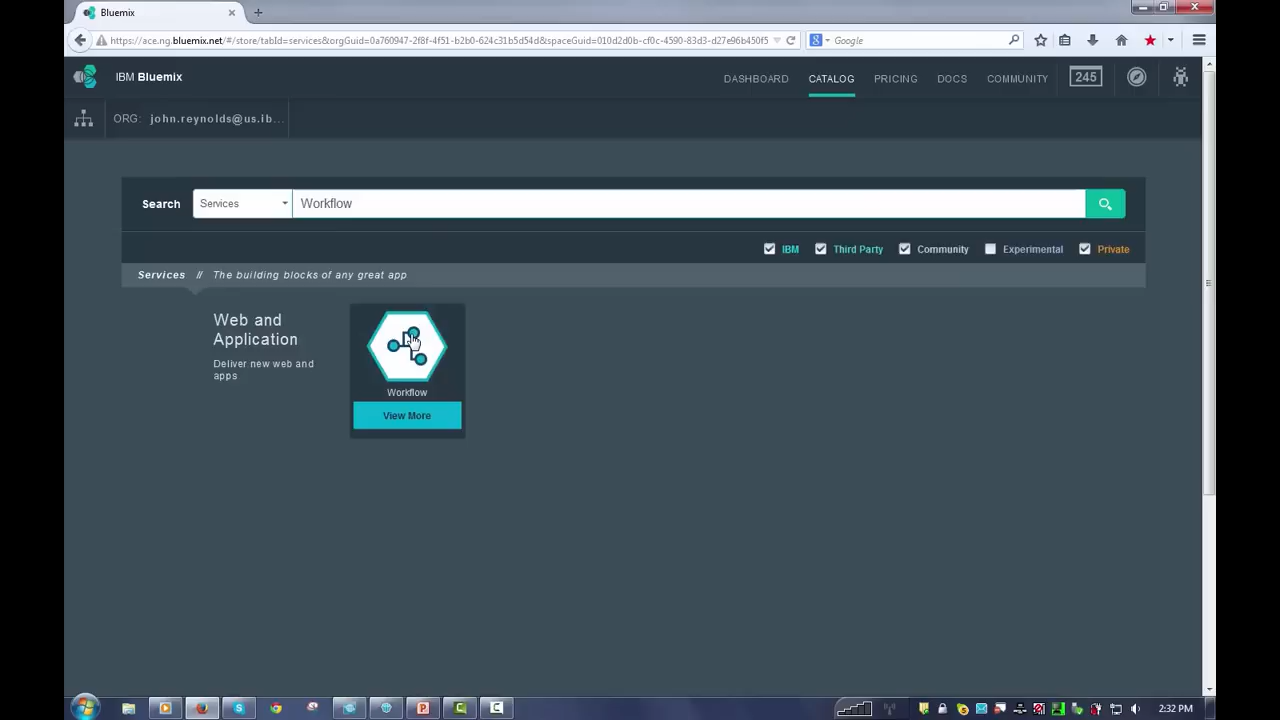 Bluemix
https://ace.ng.bluemix.net/#/store/tabId=services&orgGuid=0a760947-2f8f-4f51-b2b0-624c31b5d54d&spaceGuid=010d2d0b-cf0c-4590-83d2-d27e96b450f5
Google
IBM Bluemix
DASHBOARD CATALOG PRICING DOCS COMMUNITY 245
ORG: john.reynolds@us.ib...
Search Services Workflow
IBM Third Party Community Experimental Private
Services // The building blocks of any great app
Web and
Application
Deliver new web and
apps
Workflow
View More
2:32 PM